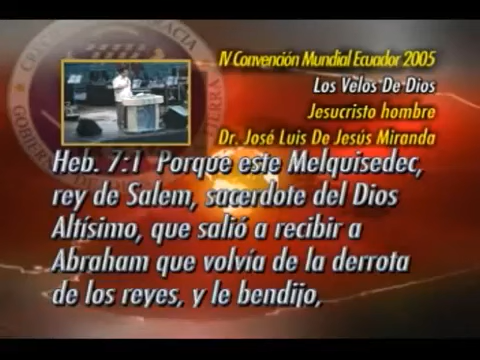 IV Convención Mundial Ecuador 2005
Los Velos De Dios
Jesucristo hombre
Dr. José Luis De Jesús Miranda
Heb. 7:1 Porque este Melquisedec,
rey de Salem, sacerdote del Dios
Altísimo, que salió a recibir a
Abraham que volvía de la derrota
de los reyes, y le bendijo,